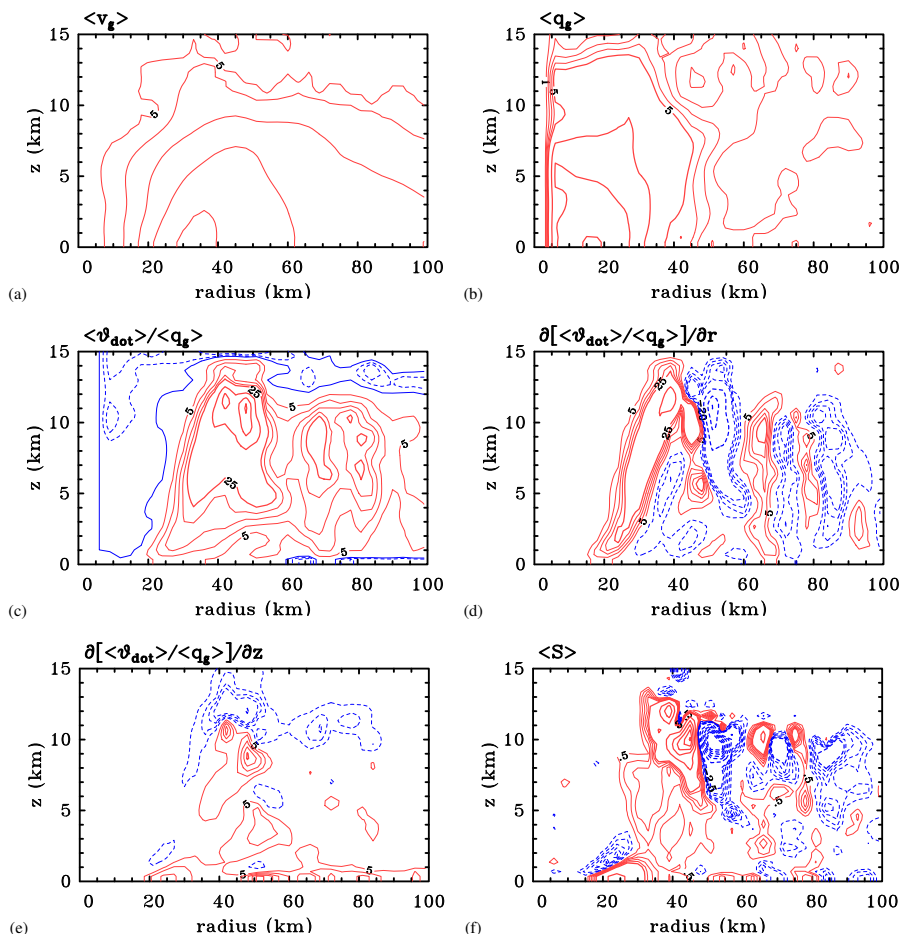 <v_g> <q_g>
15 15
10 10
z (km) z (km)
5 5
0 0
5 5 1 .5 5
0 20 40 60 80 100 0 20 40 60 80 100
(a) radius (km) (b) radius (km)
<ϑ_dot>/<q_g> ∂[<ϑ_dot>/<q_g>]/∂r
15 15
10 10
z (km) z (km)
5 5
0 0
5 25 5 5 25 5 5 5 25 -20 5 25 5 5
0 20 40 60 80 100 0 20 40 60 80 100
(c) radius (km) (d) radius (km)
∂[<ϑ_dot>/<q_g>]/∂z <S>
15 15
10 10
z (km) z (km)
5 5
0 0
5 5 5 5 .5 .5
0 20 40 60 80 100 0 20 40 60 80 100
(e) radius (km) (f) radius (km)